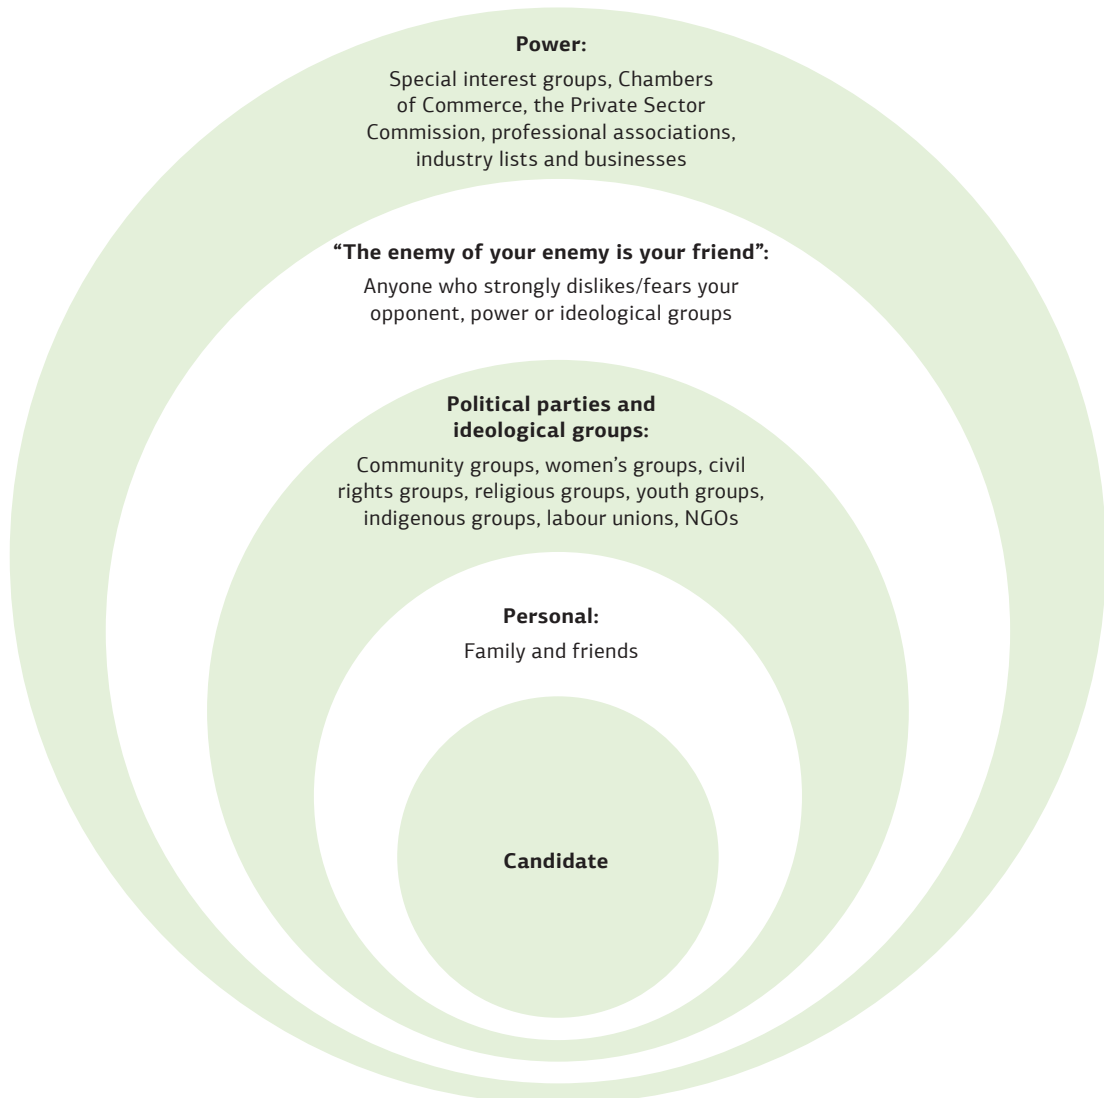 Power:
Special interest groups, Chambers
of Commerce, the Private Sector
Commission, professional associations,
industry lists and businesses
“The enemy of your enemy is your friend”:
Anyone who strongly dislikes/fears your
opponent, power or ideological groups
Political parties and
ideological groups:
Community groups, women’s groups, civil
rights groups, religious groups, youth groups,
indigenous groups, labour unions, NGOs
Personal:
Family and friends
Candidate